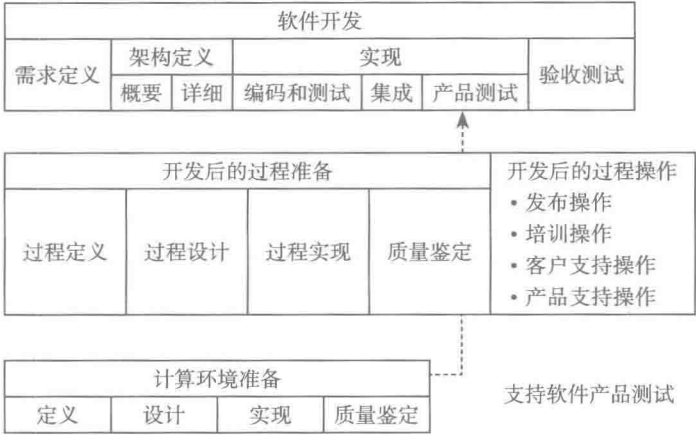 软件开发
需求定义
架构定义
实现
验收测试
概要
详细
编码和测试
集成
产品测试
开发后的过程准备
过程定义
过程设计
过程实现
质量鉴定
开发后的过程操作
• 发布操作
• 培训操作
• 客户支持操作
• 产品支持操作
计算环境准备
定义
设计
实现
质量鉴定
支持软件产品测试